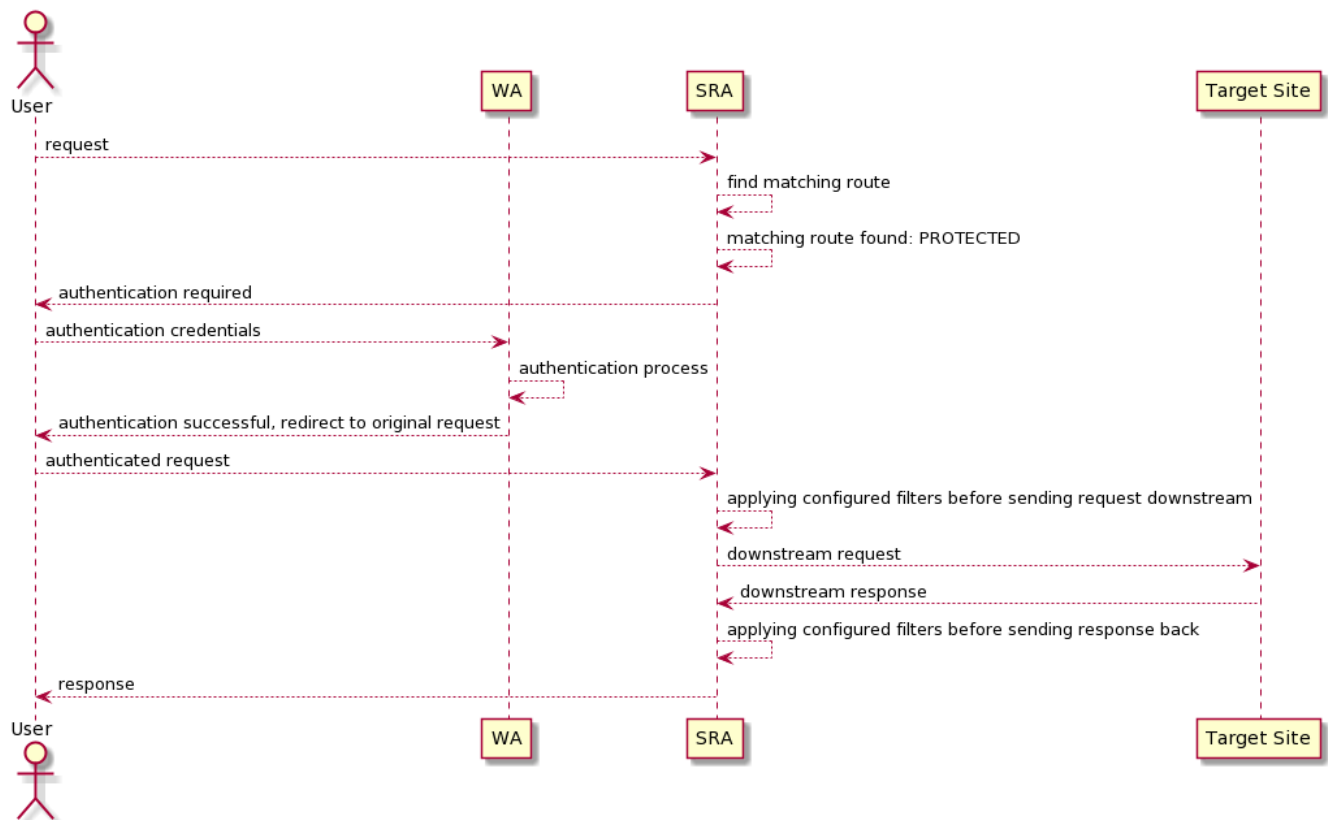 User
WA
SRA
Target Site
request
find matching route
matching route found: PROTECTED
authentication required
authentication credentials
authentication process
authentication successful, redirect to original request
authenticated request
applying configured filters before sending request downstream
downstream request
downstream response
applying configured filters before sending response back
response
User
WA
SRA
Target Site